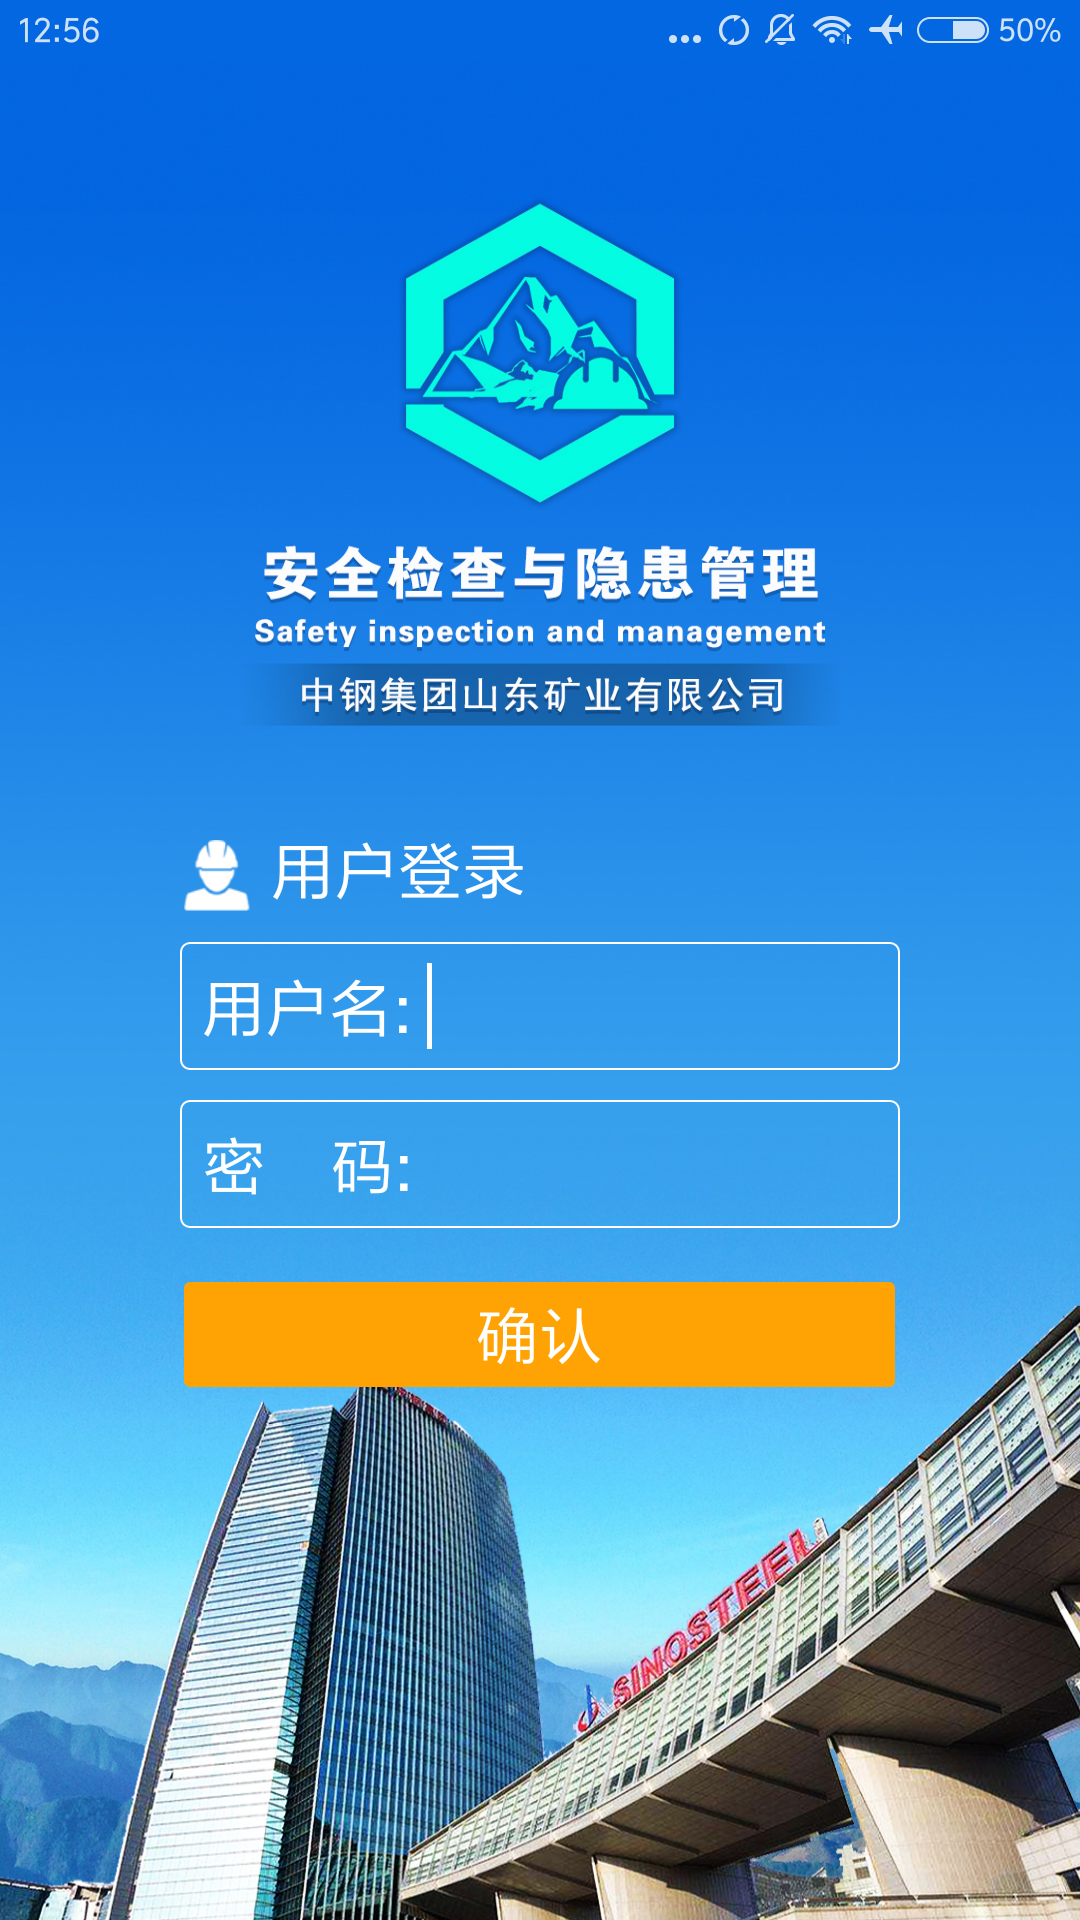 12:56
50%
安全检查与隐患管理
Safety inspection and management
中钢集团山东矿业有限公司
用户登录
用户名:
密 码:
确认
SINOSTEEL